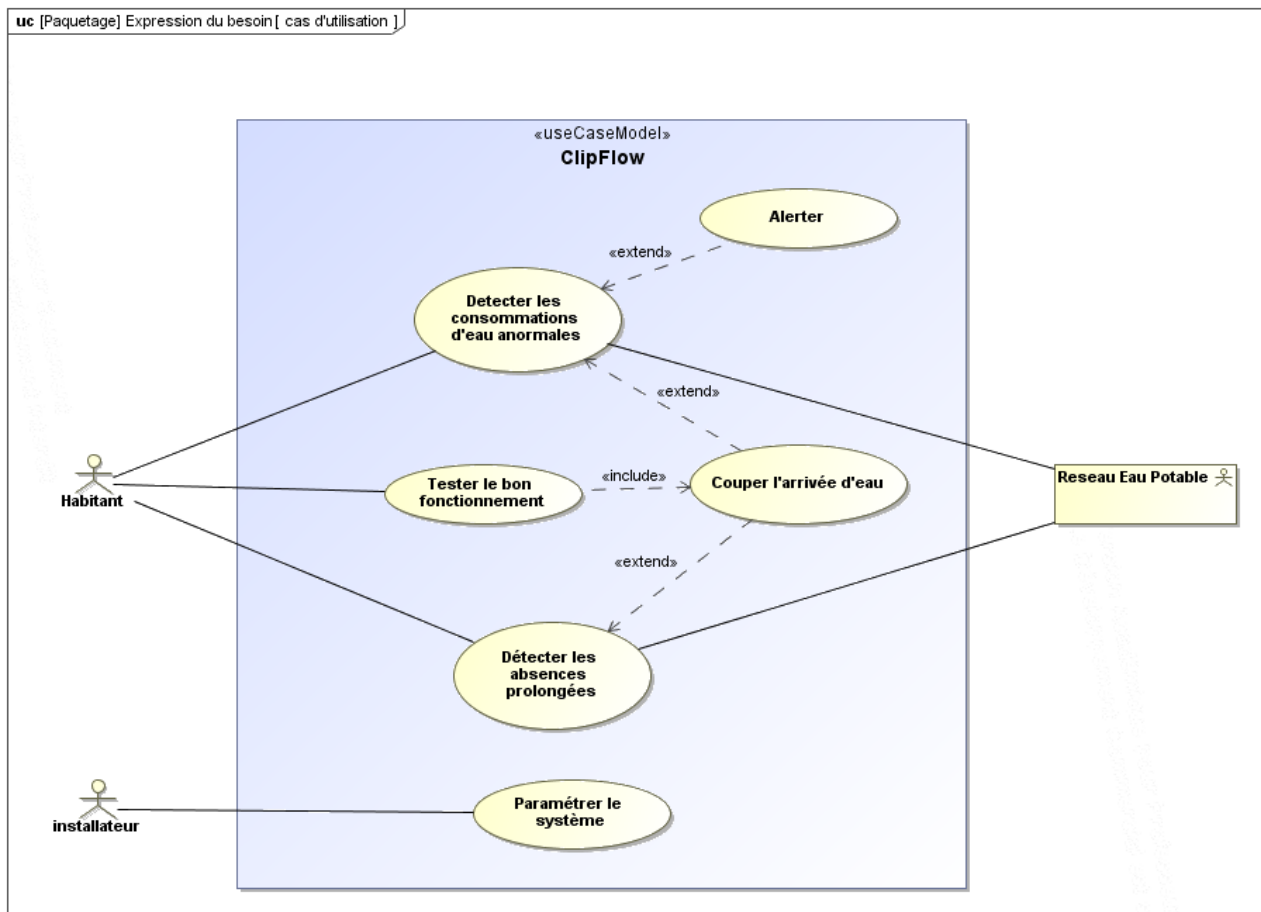 uc [Paquetage] Expression du besoin [ cas d'utilisation ]
«useCaseModel»
ClipFlow
Alerter
«extend»
Detecter les
consommations
d'eau anormales
«extend»
Habitant
Tester le bon
fonctionnement
«include»
Couper l'arrivée d'eau
Reseau Eau Potable
«extend»
Détecter les
absences
prolongées
installateur
Paramétrer le
système